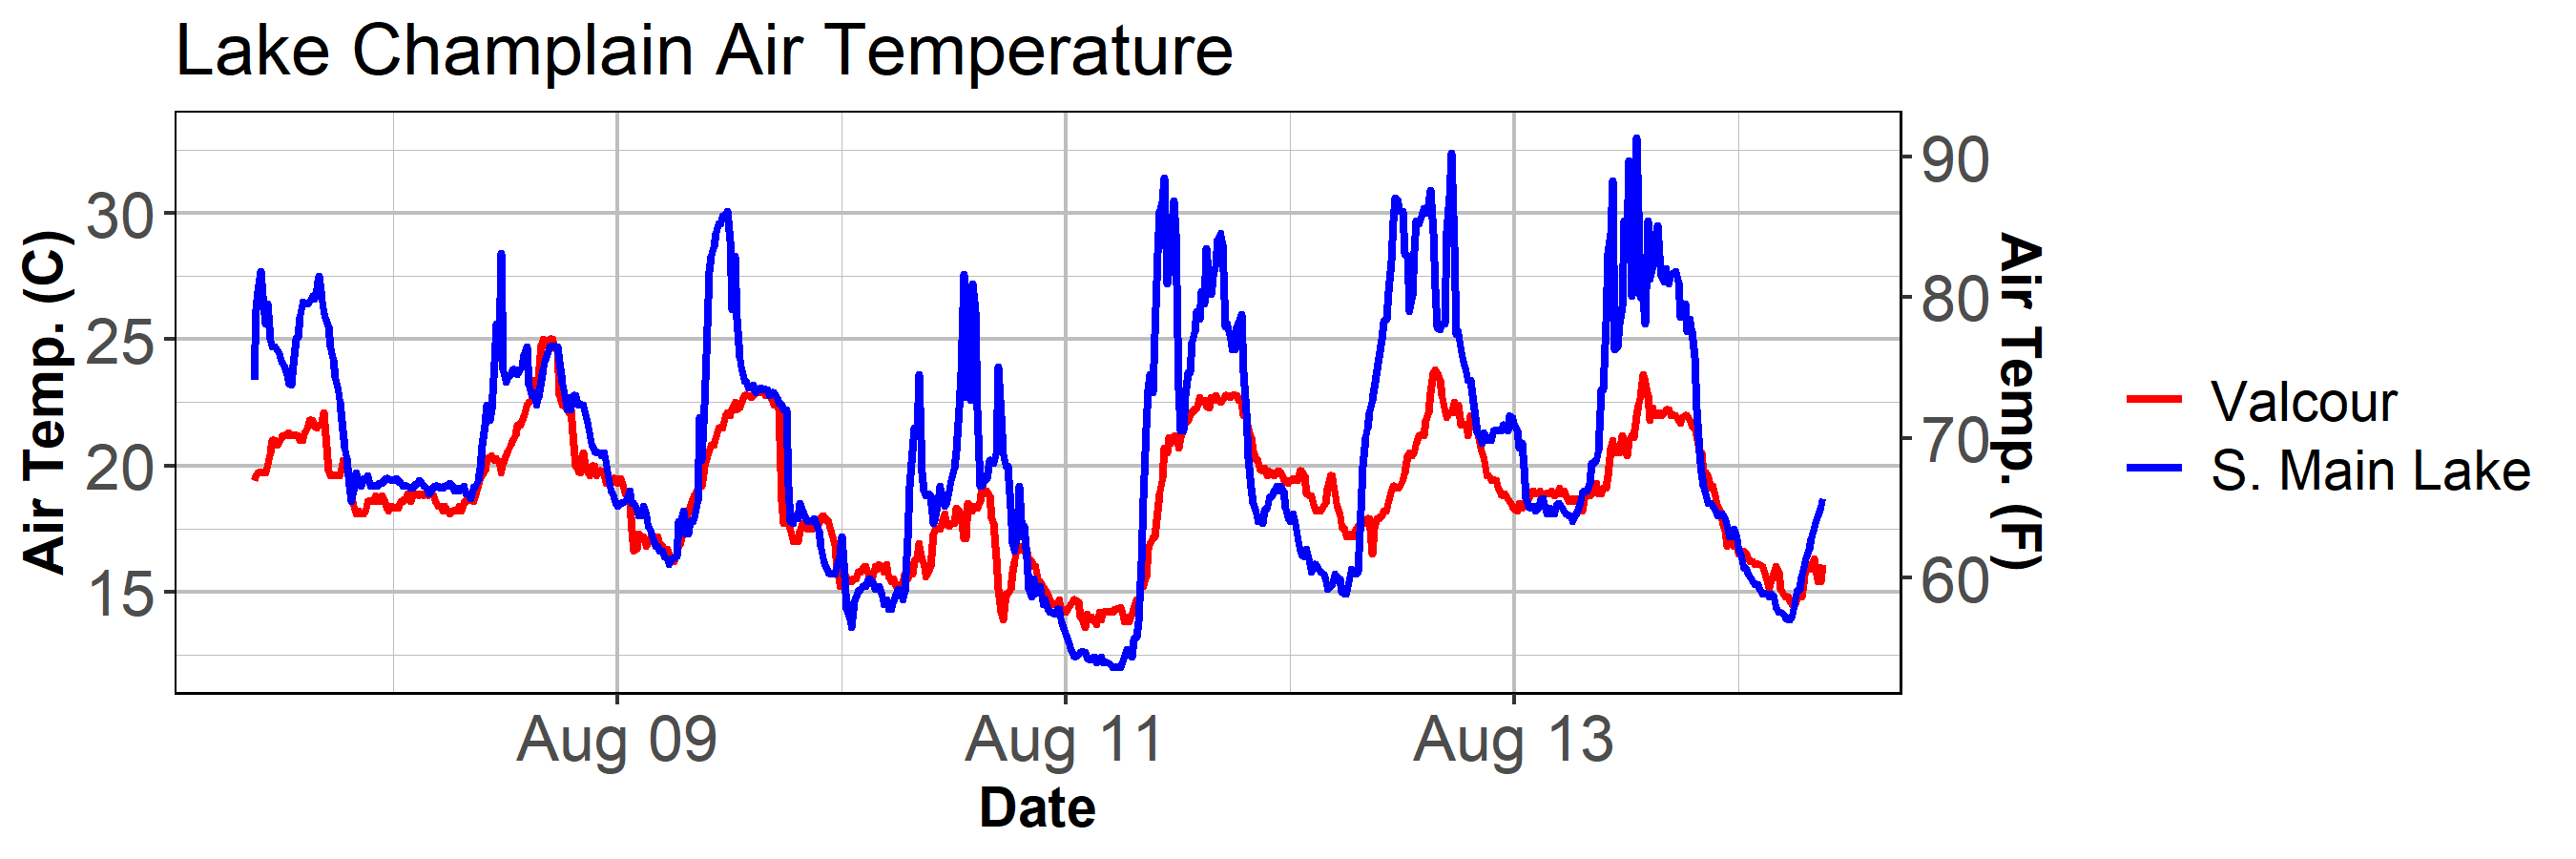 Lake Champlain Air Temperature
Air Temp. (C)
30
25
20
15
90
80
70
60
Air Temp. (F)
Aug 09
Aug 11
Aug 13
Date
Valcour
S. Main Lake